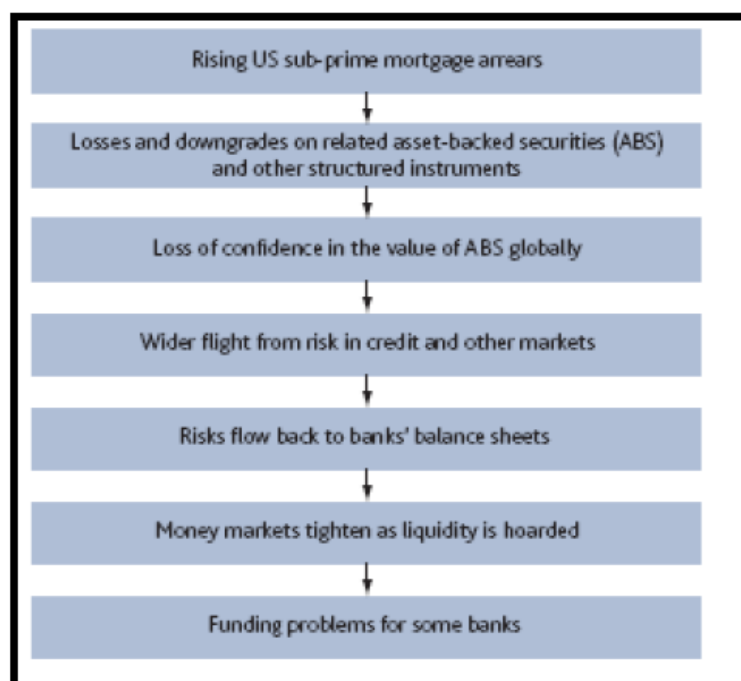 Rising US sub-prime mortgage arrears
Losses and downgrades on related asset-backed securities (ABS)
and other structured instruments
Loss of confidence in the value of ABS globally
Wider flight from risk in credit and other markets
Risks flow back to banks' balance sheets
Money markets tighten as liquidity is hoarded
Funding problems for some banks